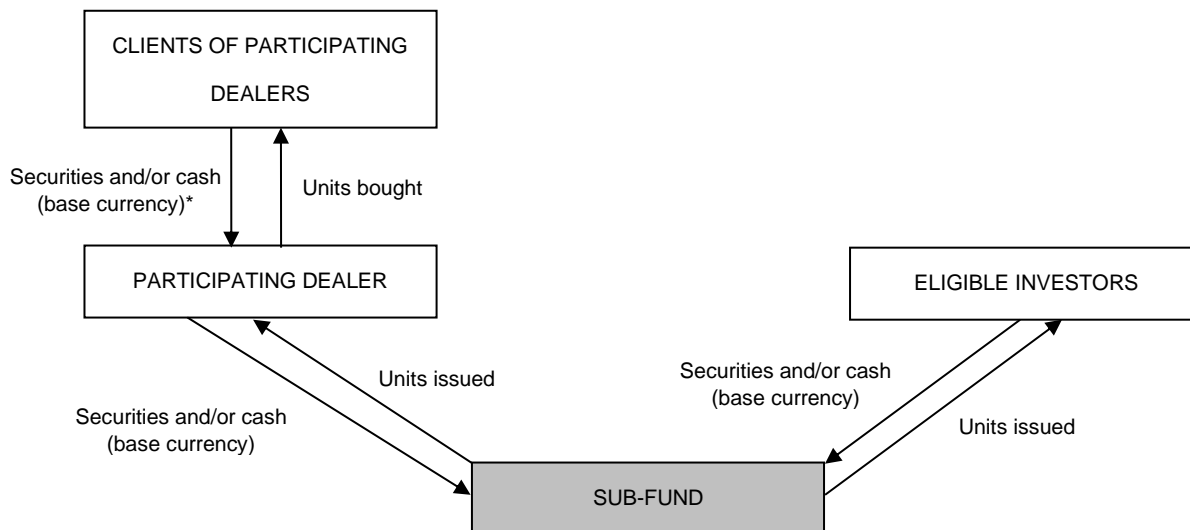 CLIENTS OF PARTICIPATING
DEALERS
Securities and/or cash
(base currency)*
Units bought
PARTICIPATING DEALER
ELIGIBLE INVESTORS
Units issued
Securities and/or cash
(base currency)
Securities and/or cash
(base currency)
Units issued
SUB-FUND